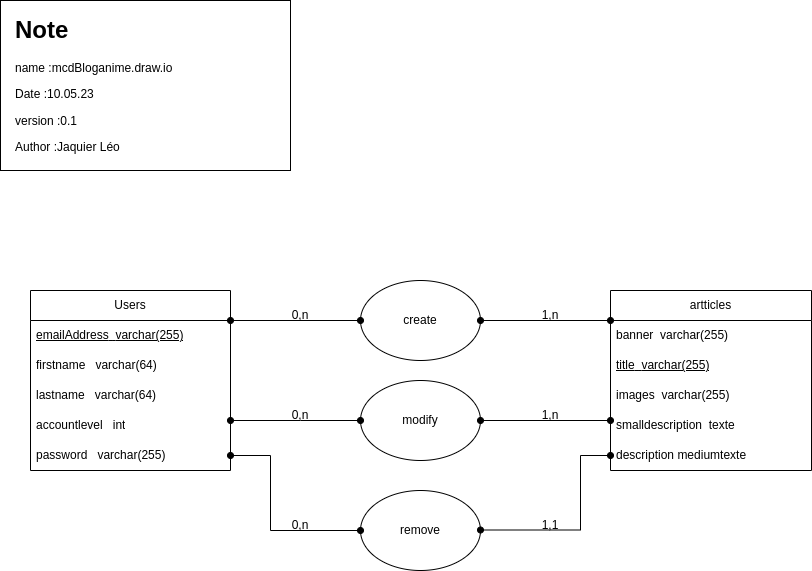 Note
name :mcdBloganime.draw.io
Date :10.05.23
version :0.1
Author :Jaquier Léo
Users
emailAddress varchar(255)
firstname varchar(64)
lastname varchar(64)
accountlevel int
password varchar(255)
0,n
create
1,n
0,n
modify
1,n
0,n
remove
1,1
artticles
banner varchar(255)
title varchar(255)
images varchar(255)
smalldescription texte
description mediumtexte